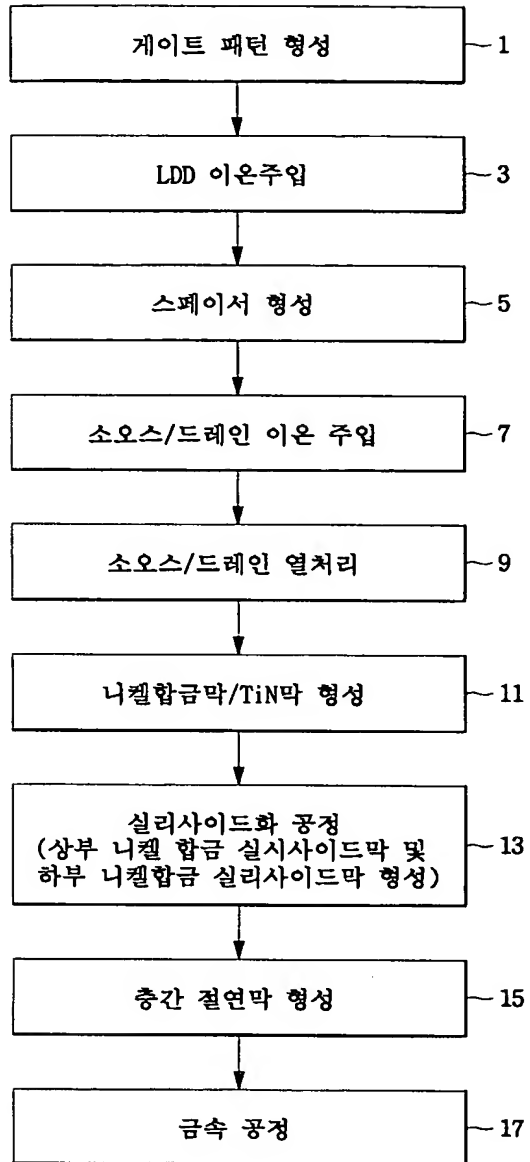 게이트 패턴 형성
1
LDD 이온주입
3
스페이서 형성
5
소오스/드레인 이온 주입
7
소오스/드레인 열처리
9
니켈합금막/TiN막 형성
11
실리사이드화 공정
(상부 니켈 합금 실시사이드막 및
하부 니켈합금 실리사이드막 형성)
13
층간 절연막 형성
15
금속 공정
17